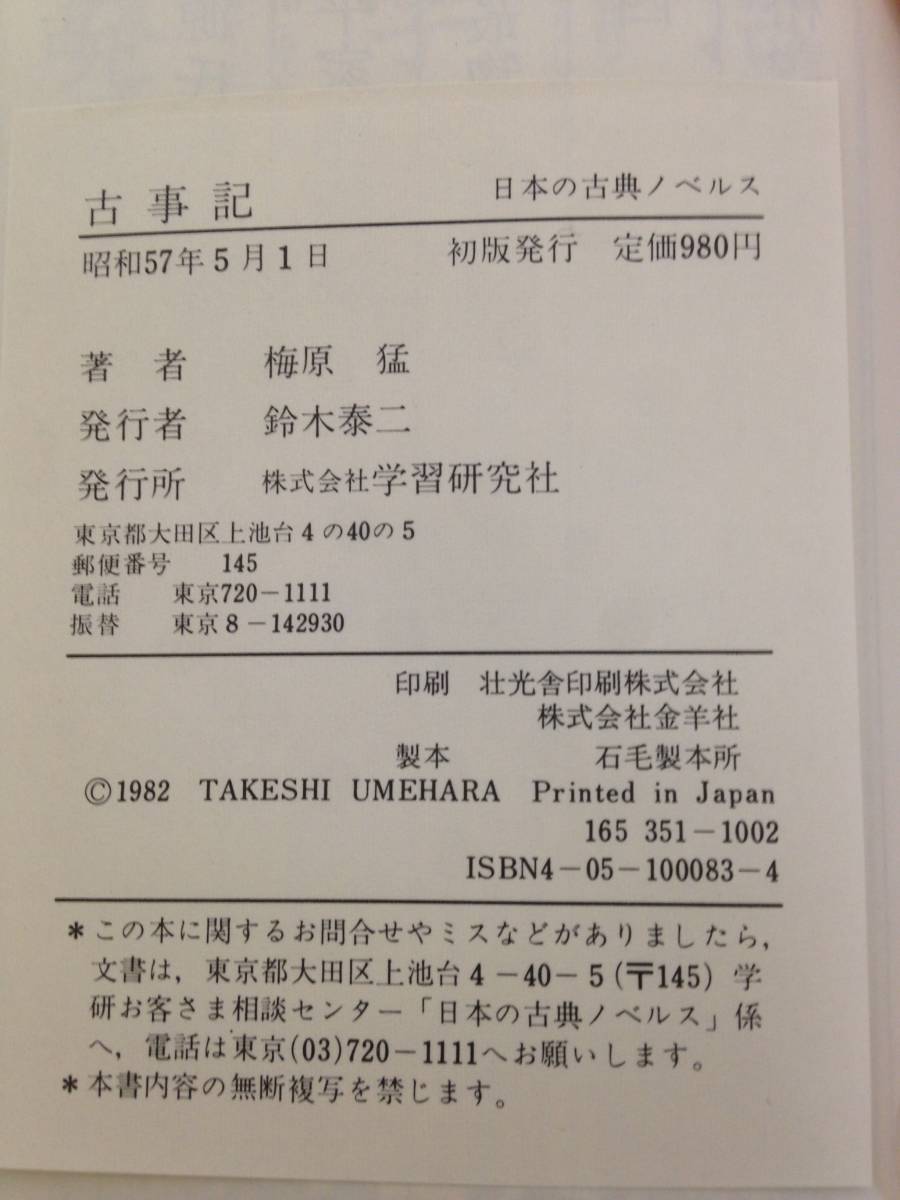 古事記 日本の古典ノベルス
昭和57年5月1日 初版発行 定価980円
著者 梅原 猛
発行者 鈴木泰二
発行所 株式会社学習研究社
東京都大田区上池台4の40の5
郵便番号 145
電話 東京720-1111
振替 東京8-142930
印刷 壮光舎印刷株式会社
株式会社金羊社
製本 石毛製本所
©1982 TAKESHI UMEHARA Printed in Japan
165 351-1002
ISBN4-05-100083-4
*この本に関するお問合せやミスなどがありましたら,
文書は,東京都大田区上池台4-40-5(〒145)学
研お客さま相談センター「日本の古典ノベルス」係
へ,電話は東京(03)720-1111へお願いします。
*本書内容の無断複写を禁じます。